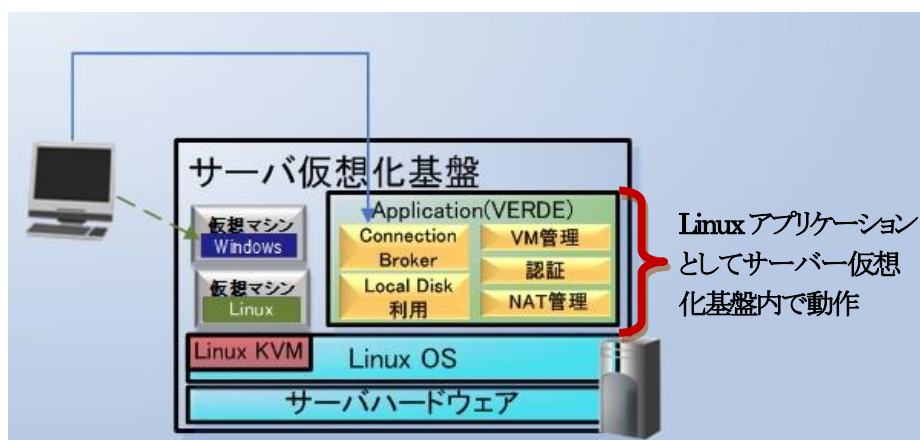 サーバ仮想化基盤
Application(VERDE)
仮想マシン
Windows
仮想マシン
Linux
Connection
Broker
Local Disk
利用
VM管理
認証
NAT管理
Linux KVM
Linux OS
サーバハードウェア
Linux アプリケーション
としてサーバー仮想
化基盤内で動作